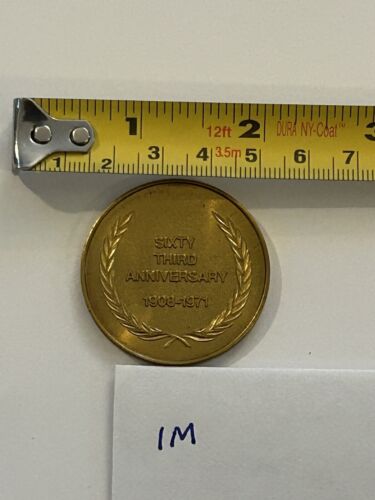 1 12ft 2 DURA NY-Coat™ 3
1 2 3 4 3.5m 5 6 7
SIXTY
THIRD
ANNIVERSARY
1908-1971
1M